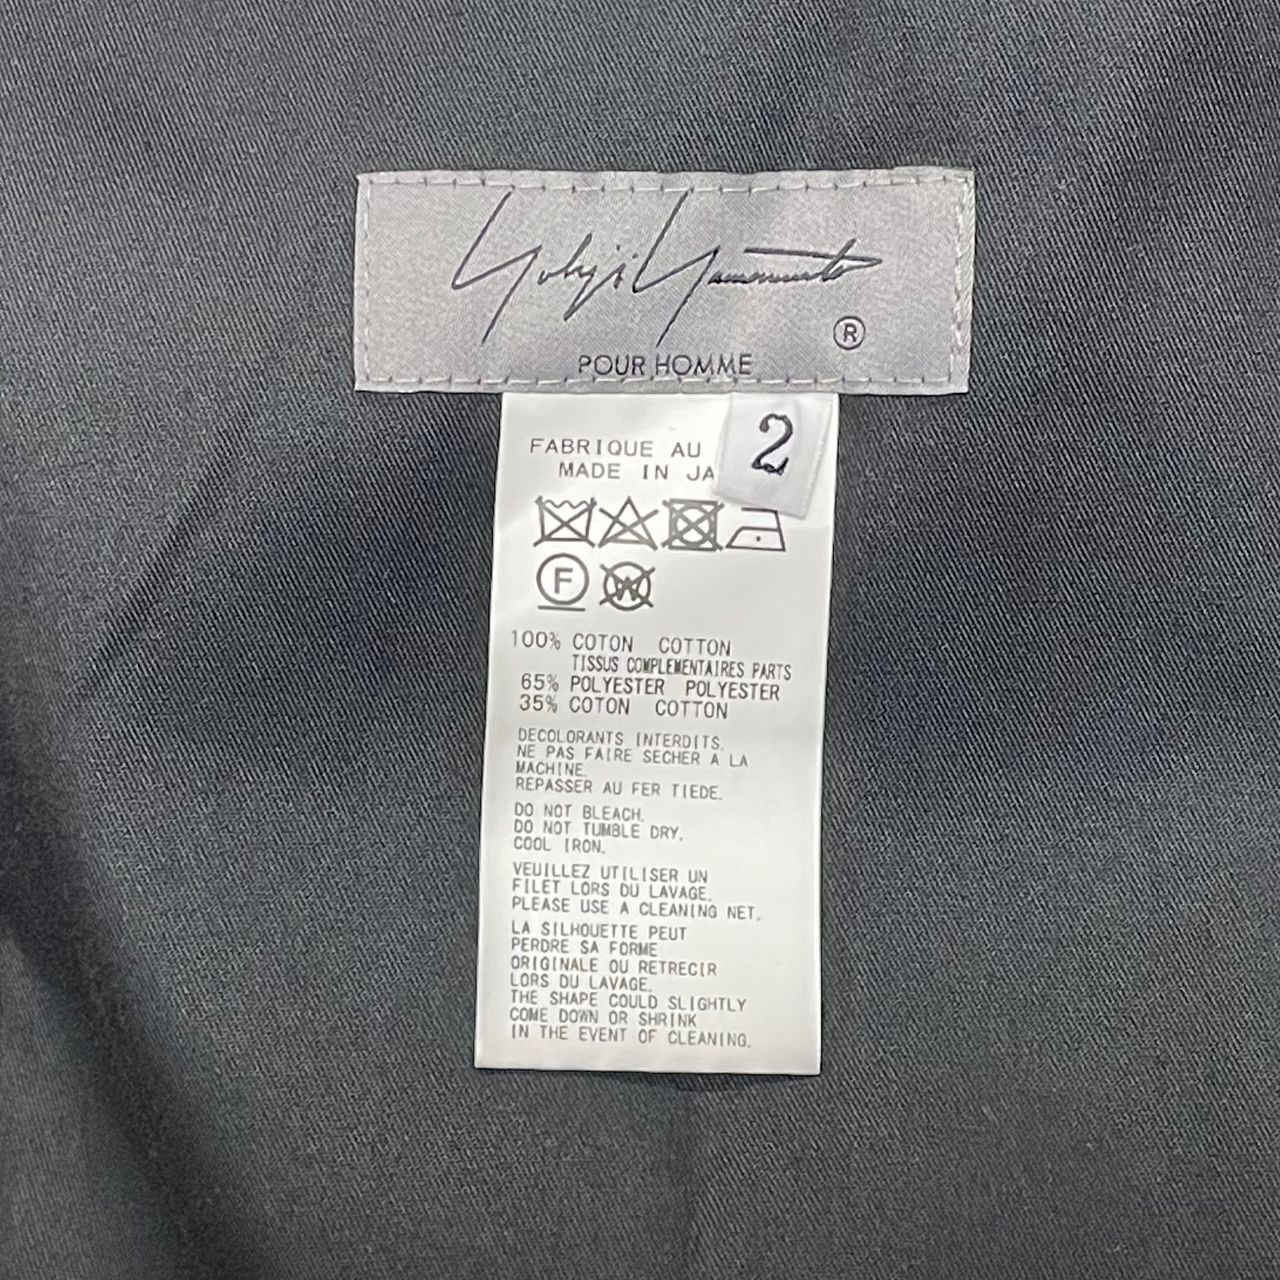 Yohji Yamamoto
®
POUR HOMME
2
FABRIQUE AU
MADE IN JA
F
W
100% COTON COTTON
TISSUS COMPLEMENTAIRES PARTS
65% POLYESTER POLYESTER
35% COTON COTTON
DECOLORANTS INTERDITS.
NE PAS FAIRE SECHER A LA
MACHINE.
REPASSER AU FER TIEDE.
DO NOT BLEACH.
DO NOT TUMBLE DRY.
COOL IRON.
VEUILLEZ UTILISER UN
FILET LORS DU LAVAGE.
PLEASE USE A CLEANING NET.
LA SILHOUETTE PEUT
PERDRE SA FORME
ORIGINALE OU RETRECIR
LORS DU LAVAGE.
THE SHAPE COULD SLIGHTLY
COME DOWN OR SHRINK
IN THE EVENT OF CLEANING.